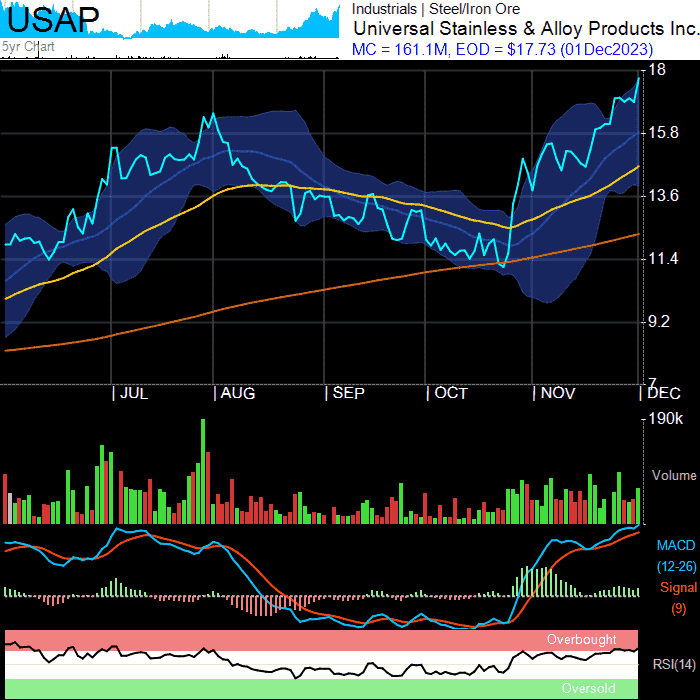 USAP
5yr Chart
Industrials | Steel/Iron Ore
Universal Stainless & Alloy Products Inc.
MC = 161.1M, EOD = $17.73 (01Dec2023)
18
15.8
13.6
11.4
9.2
7
JUL
AUG
SEP
OCT
NOV
DEC
190k
Volume
MACD
(12-26)
Signal
(9)
Overbought
RSI(14)
Oversold